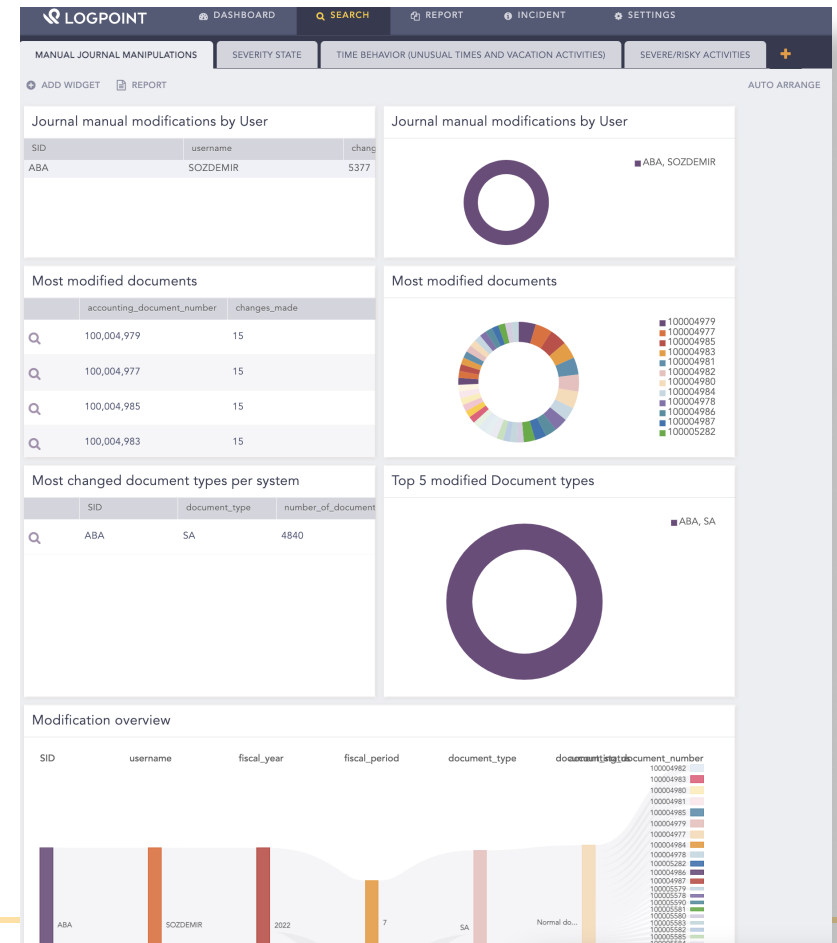 LOGPOINT DASHBOARD SEARCH REPORT INCIDENT SETTINGS
MANUAL JOURNAL MANIPULATIONS SEVERITY STATE TIME BEHAVIOR (UNUSUAL TIMES AND VACATION ACTIVITIES) SEVERE/RISKY ACTIVITIES +
ADD WIDGET REPORT AUTO ARRANGE
Journal manual modifications by User
SID username chang
ABA SOZDEMIR 5377
Journal manual modifications by User
ABA, SOZDEMIR
Most modified documents
accounting_document_number changes_made
100,004,979 15
100,004,977 15
100,004,985 15
100,004,983 15
Most modified documents
100004979
100004977
100004985
100004983
100004981
100004982
100004980
100004984
100004978
100004986
100004987
100005282
Most changed document types per system
SID document_type number_of_document
ABA SA 4840
Top 5 modified Document types
ABA, SA
Modification overview
SID username fiscal_year fiscal_period document_type
100004982
100004983
100004980
100004981
100004985
100004979
100004977
100004984
100004978
100005282
100004986
100004987
100005579
100005578
100005590
100005581
100005580
100005583
100005582
100005585
ABA SOZDEMIR 2022 7 SA Normal do...